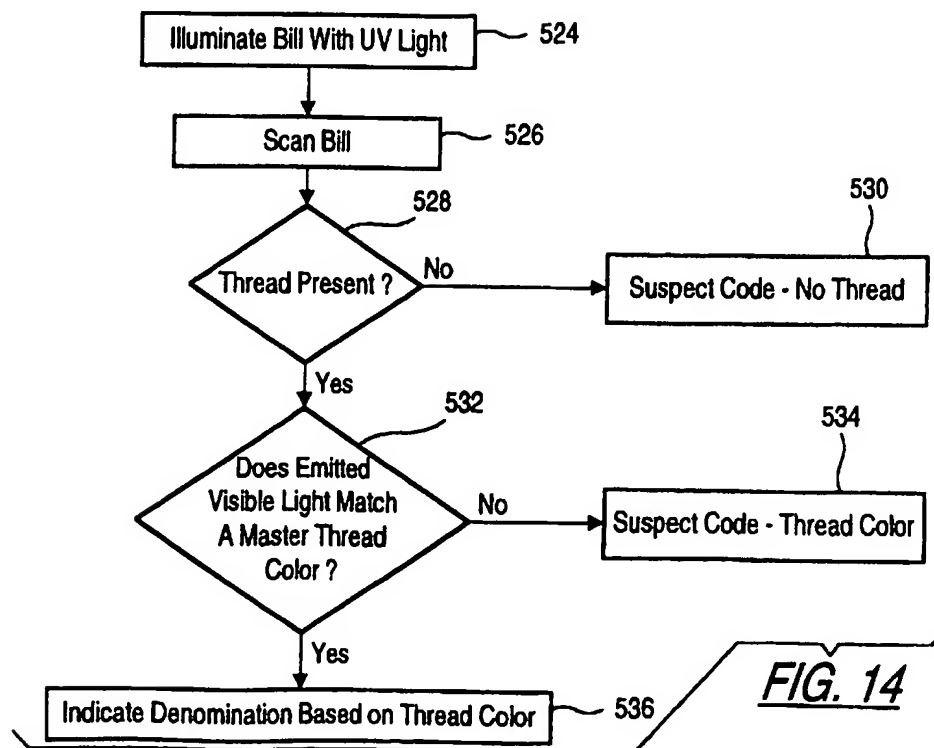 Illuminate Bill With UV Light
524
Scan Bill
526
528
Thread Present ?
No
530
Suspect Code - No Thread
Yes
532
Does Emitted
Visible Light Match
A Master Thread
Color ?
No
534
Suspect Code - Thread Color
Yes
Indicate Denomination Based on Thread Color
536
FIG. 14